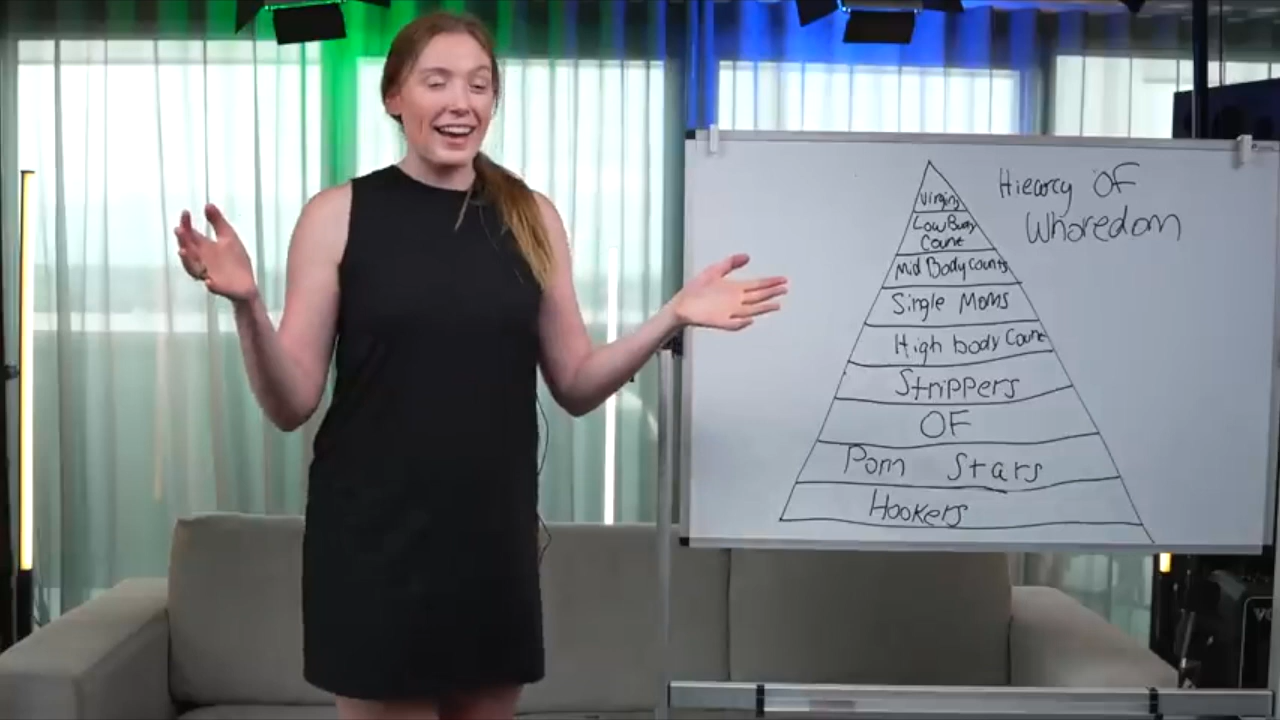 Hiearcy OF
Whoredom
Virgins
Low Body
Count
Mid Body Counts
Single Moms
High body Count
Strippers
OF
Porn Stars
Hookers